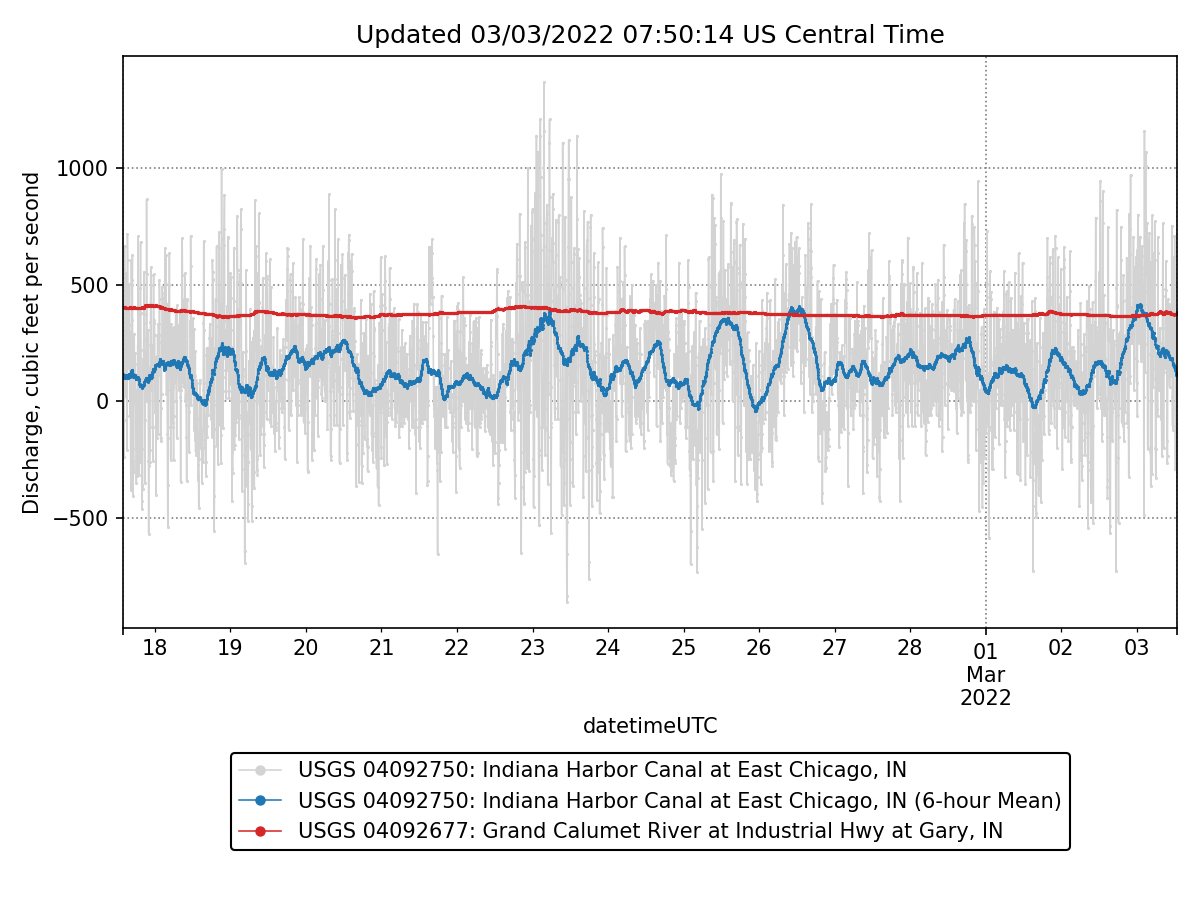 Updated 03/03/2022 07:50:14 US Central Time
Discharge, cubic feet per second
1000
500
0
−500
18 19 20 21 22 23 24 25 26 27 28 01 02 03
Mar
2022
datetimeUTC
USGS 04092750: Indiana Harbor Canal at East Chicago, IN
USGS 04092750: Indiana Harbor Canal at East Chicago, IN (6-hour Mean)
USGS 04092677: Grand Calumet River at Industrial Hwy at Gary, IN